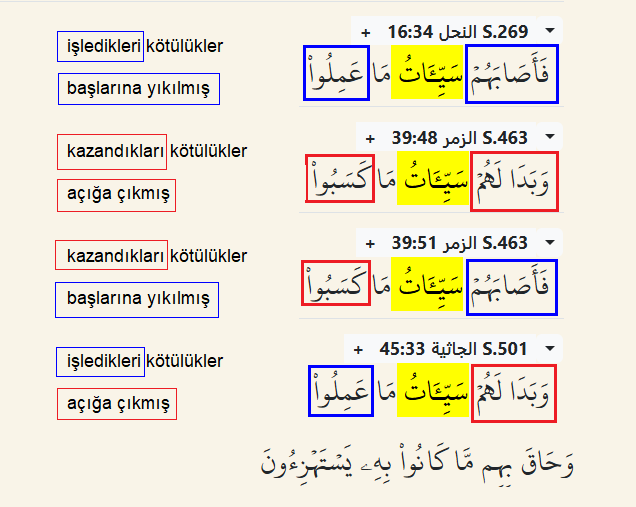 + 16:34 النحل S.269
işledikleri kötülükler
فَأَصَابَهُمۡ سَيِّـَٔاتُ مَا عَمِلُواْ
başlarına yıkılmış
+ 39:48 الزمر S.463
kazandıkları kötülükler
وَبَدَا لَهُمۡ سَيِّـَٔاتُ مَا كَسَبُواْ
açığa çıkmış
+ 39:51 الزمر S.463
kazandıkları kötülükler
فَأَصَابَهُمۡ سَيِّـَٔاتُ مَا كَسَبُواْ
başlarına yıkılmış
+ 45:33 الجاثية S.501
işledikleri kötülükler
وَبَدَا لَهُمۡ سَيِّـَٔاتُ مَا عَمِلُواْ
açığa çıkmış
وَحَاقَ بِهِم مَّا كَانُواْ بِهِۦ يَسۡتَهۡزِءُونَ